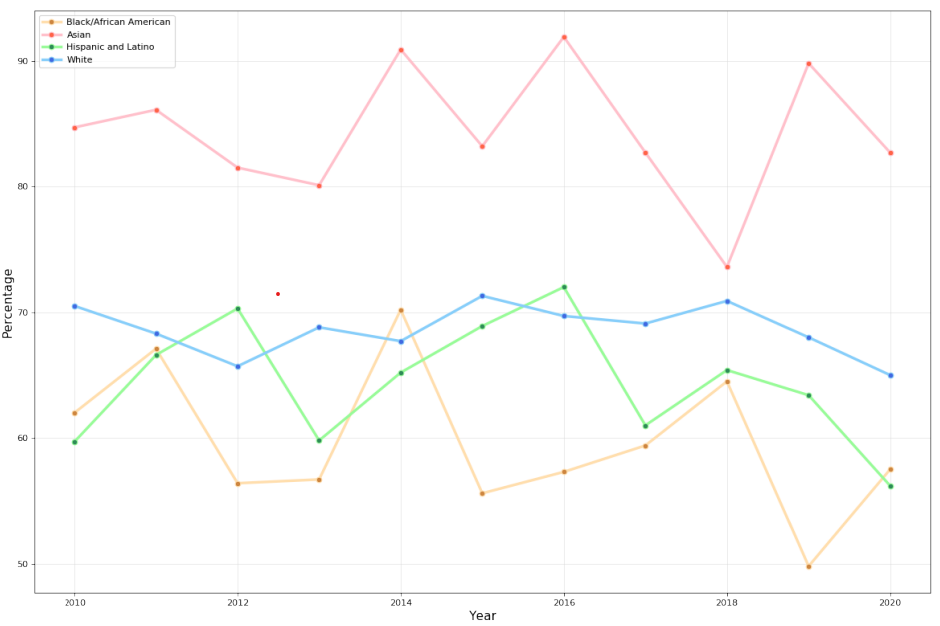 Black/African American
Asian
Hispanic and Latino
White
90
80
70
60
50
Percentage
2010
2012
2014
2016
2018
2020
Year